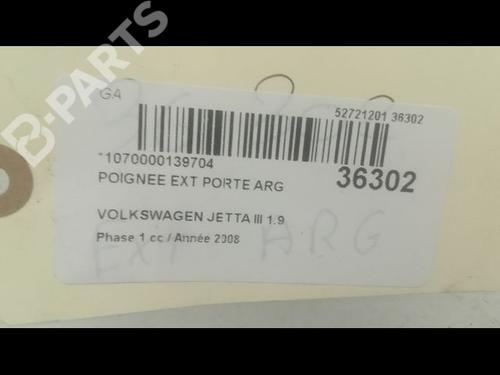 B-PARTS
GA
52721201 36302
*1070000139704
36302
POIGNEE EXT PORTE ARG
VOLKSWAGEN JETTA III 1.9
Phase 1 cc / Année 2008
EXT ARG